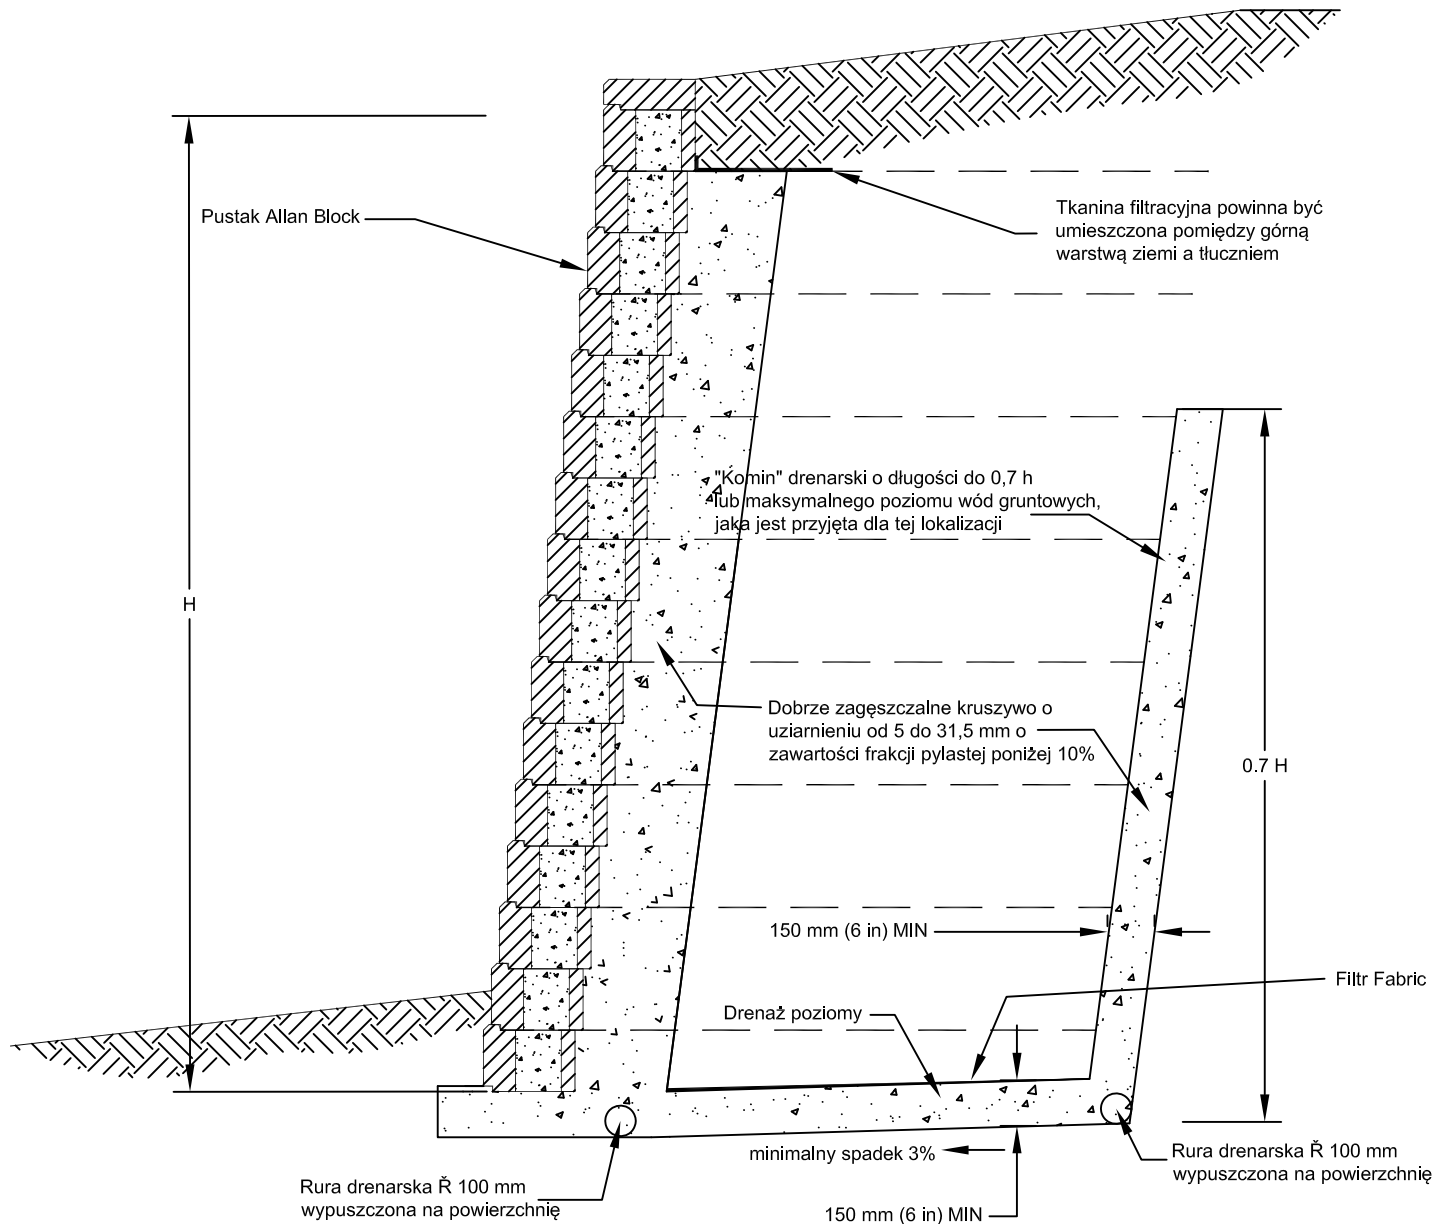 Pustak Allan Block
Tkanina filtracyjna powinna być
umieszczona pomiędzy górną
warstwą ziemi a tłuczniem
"Komin" drenarski o długości do 0,7 h
lub maksymalnego poziomu wód gruntowych,
jaka jest przyjęta dla tej lokalizacji
H
Dobrze zagęszczalne kruszywo o
uziarnieniu od 5 do 31,5 mm o
zawartości frakcji pylastej poniżej 10%
0.7 H
150 mm (6 in) MIN
Filtr Fabric
Drenaż poziomy
minimalny spadek 3%
Rura drenarska Ř 100 mm
wypuszczona na powierzchnię
Rura drenarska Ř 100 mm
wypuszczona na powierzchnię
150 mm (6 in) MIN